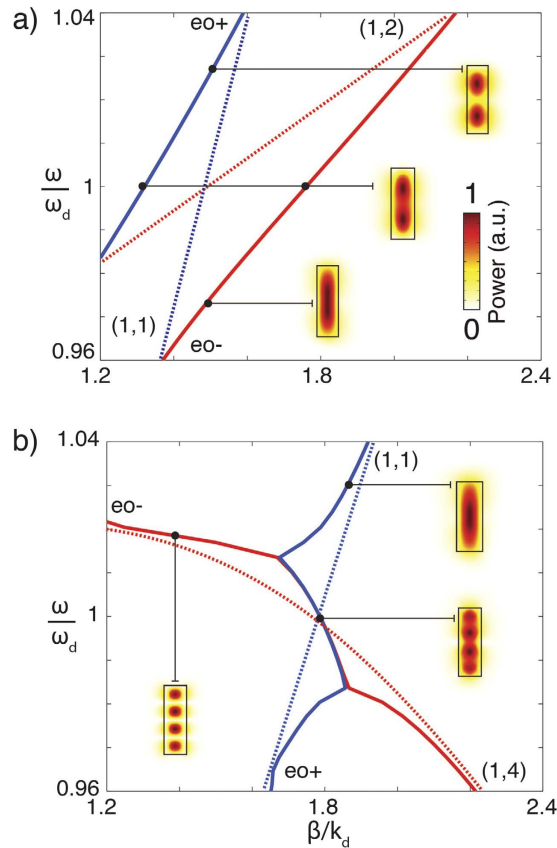 a)
1.04
eo+
(1,2)
ω/ω_d
1
1
Power (a.u.)
0
(1,1)
eo-
0.96
1.2
1.8
2.4
b)
1.04
(1,1)
eo-
ω/ω_d
1
eo+
(1,4)
0.96
1.2
1.8
2.4
β/k_d